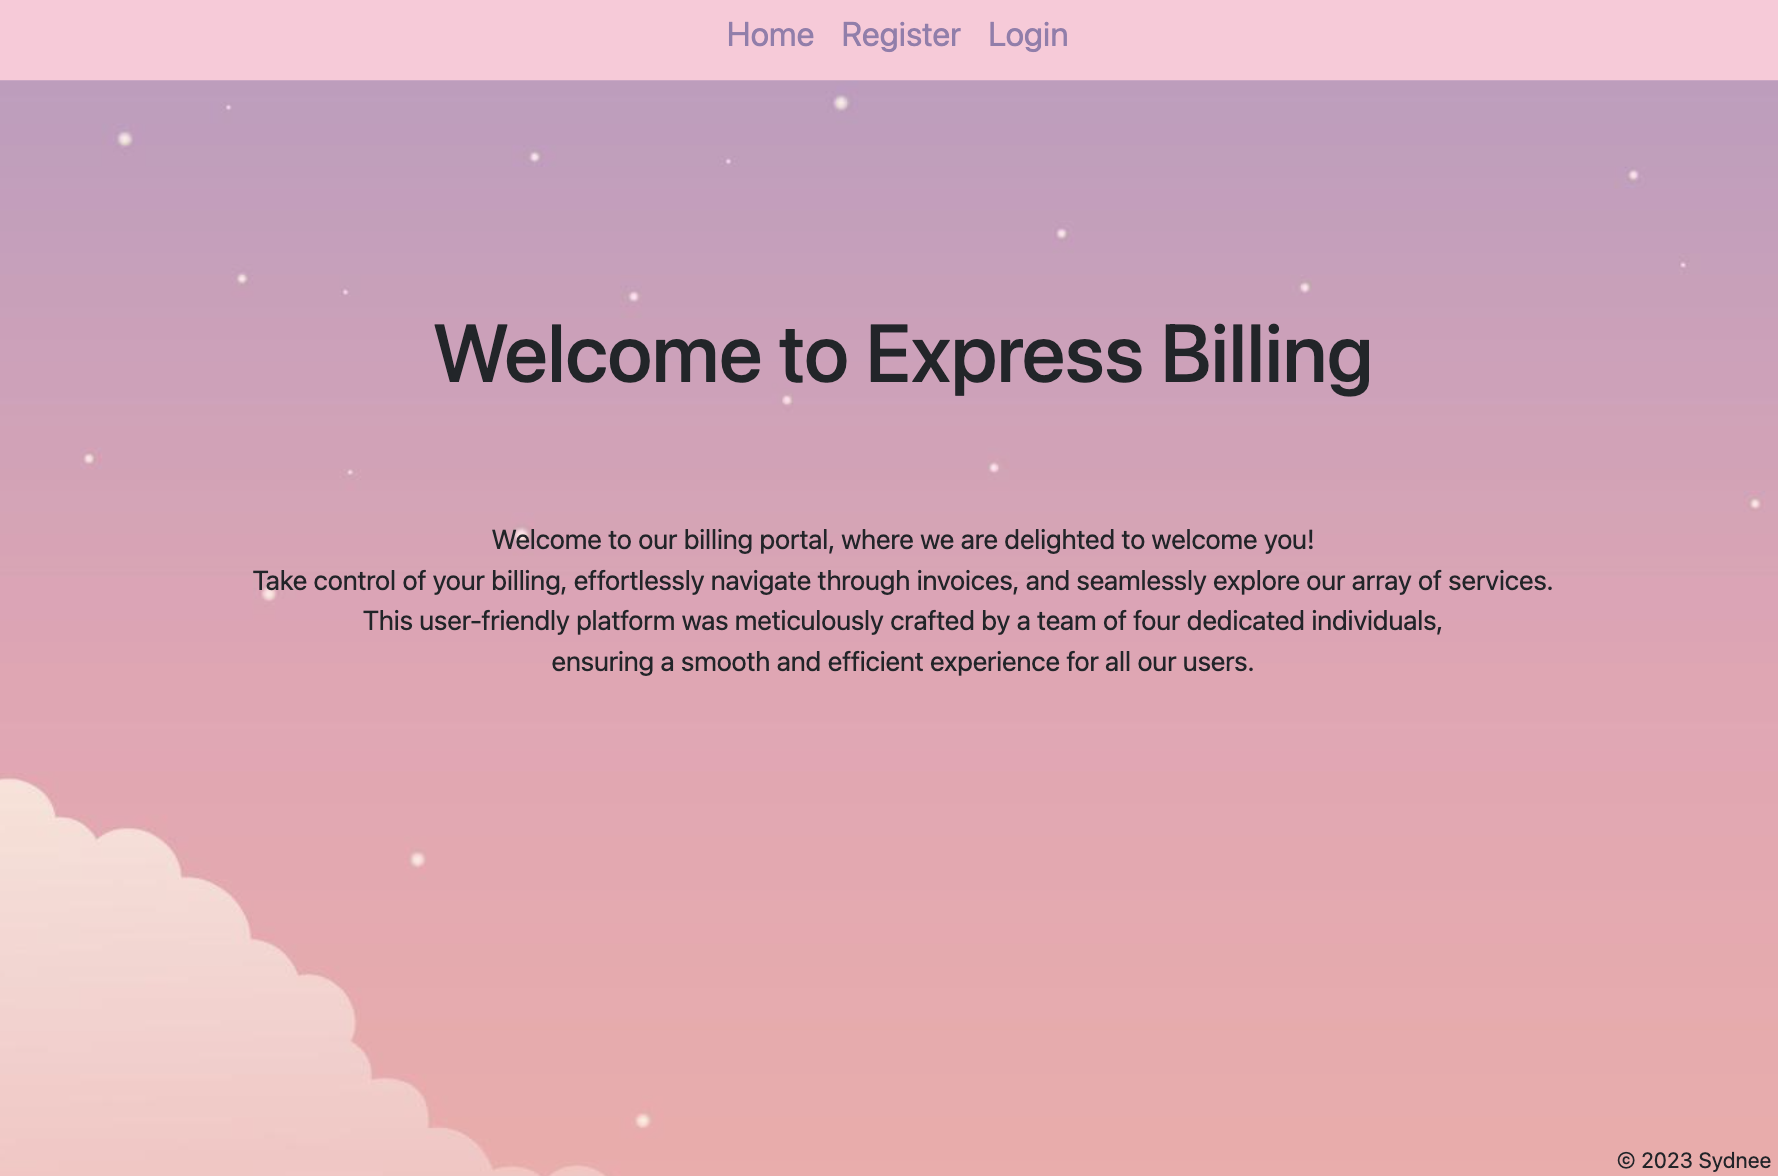 Home Register Login
Welcome to Express Billing
Welcome to our billing portal, where we are delighted to welcome you!
Take control of your billing, effortlessly navigate through invoices, and seamlessly explore our array of services.
This user-friendly platform was meticulously crafted by a team of four dedicated individuals,
ensuring a smooth and efficient experience for all our users.
© 2023 Sydnee